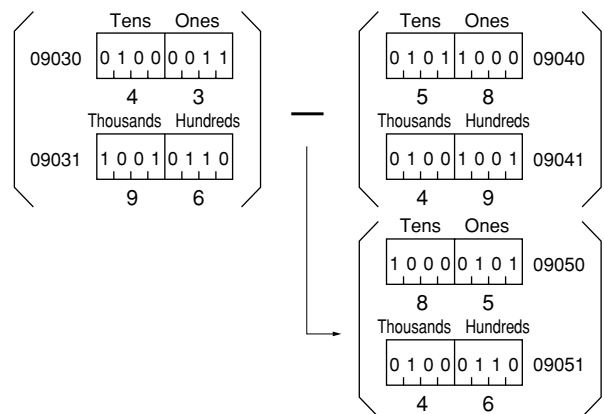 Tens Ones
09030 0 1 0 0 0 0 1 1
4 3
Thousands Hundreds
09031 1 0 0 1 0 1 1 0
9 6
—
Tens Ones
0 1 0 1 1 0 0 0 09040
5 8
Thousands Hundreds
0 1 0 0 1 0 0 1 09041
4 9
Tens Ones
1 0 0 0 0 1 0 1 09050
8 5
Thousands Hundreds
0 1 0 0 0 1 1 0 09051
4 6